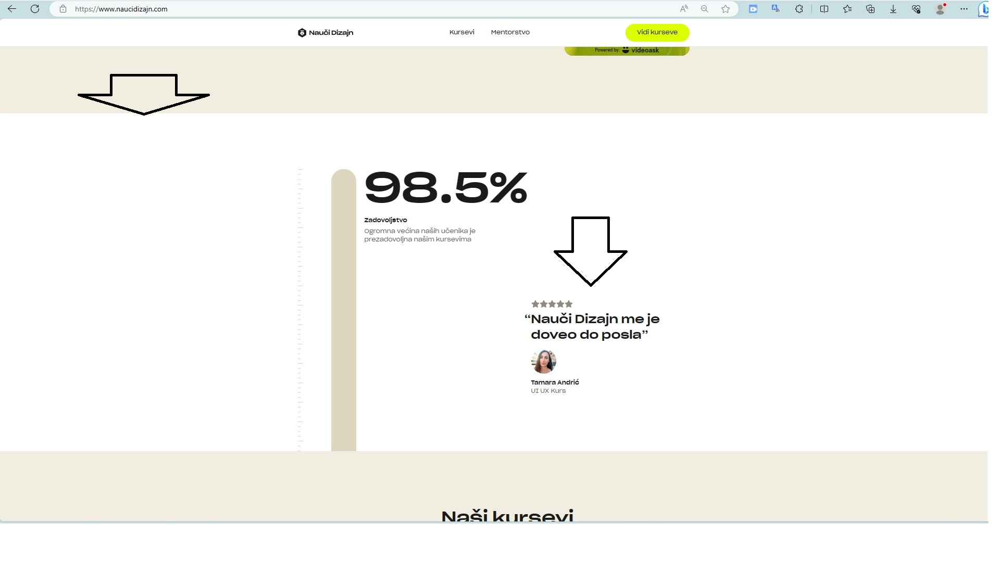 https://www.naucidizajn.com
Nauči Dizajn
Kursevi
Mentorstvo
Vidi kurseve
Powered by: videoask
98.5%
Zadovoljstvo
Ogromna većina naših učenika je
prezadovoljna našim kursevima
“Nauči Dizajn me je
doveo do posla”
Tamara Andrić
UI UX Kurs
Naši kursevi